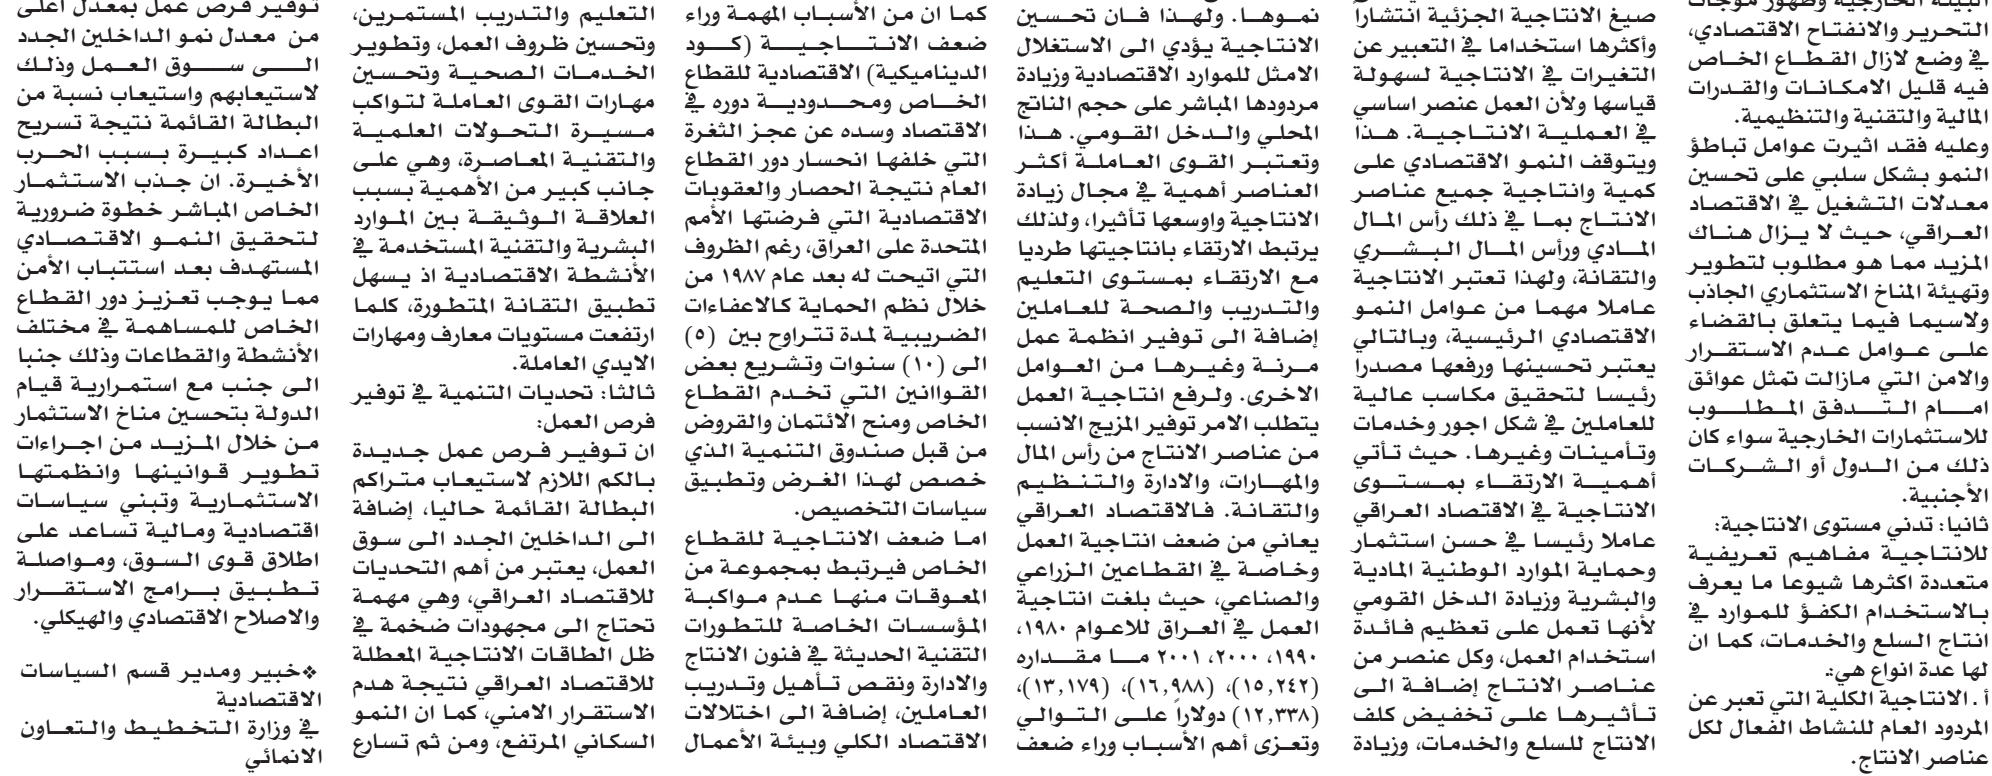 البيئة الخارجية وظهور موجات
التحرير والانفتاح الاقتصادي،
في وضع لازال القطاع الخاص
فيه قليل الامكانات والقدرات
المالية والتقنية والتنظيمية.
وعليه فقد اثيرت عوامل تباطؤ
النمو بشكل سلبي على تحسين
معدلات التشغيل في الاقتصاد
العراقي، حيث لا يزال هناك
المزيد مما هو مطلوب لتطوير
وتهيئة المناخ الاستثماري الجاذب
ولاسيما فيما يتعلق بالقضاء
على عوامل عدم الاستقرار
والامن التي مازالت تمثل عوائق
امام التدفق المطلوب
للاستثمارات الخارجية سواء كان
ذلك من الدول أو الشركات
الأجنبية.
ثانيا: تدني مستوى الانتاجية:
للانتاجية مفاهيم تعريفية
متعددة اكثرها شيوعا ما يعرف
بالاستخدام الكفؤ للموارد في
انتاج السلع والخدمات، كما ان
لها عدة انواع هي:
أ. الانتاجية الكلية التي تعبر عن
المردود العام للنشاط الفعال لكل
عناصر الانتاج.
صيغ الانتاجية الجزئية انتشاراً
وأكثرها استخداما في التعبير عن
التغيرات في الانتاجية لسهولة
قياسها ولأن العمل عنصر اساسي
في العملية الانتاجية. هذا
ويتوقف النمو الاقتصادي على
كمية وانتاجية جميع عناصر
الانتاج بما في ذلك رأس المال
المادي ورأس المال البشري
والتقانة، ولهذا تعتبر الانتاجية
عاملا مهما من عوامل النمو
الاقتصادي الرئيسية، وبالتالي
يعتبر تحسينها ورفعها مصدرا
رئيسا لتحقيق مكاسب عالية
للعاملين في شكل اجور وخدمات
وتأمينات وغيرها. حيث تأتي
أهمية الارتقاء بمستوى
الانتاجية في الاقتصاد العراقي
عاملا رئيسا في حسن استثمار
وحماية الموارد الوطنية المادية
والبشرية وزيادة الدخل القومي
لأنها تعمل على تعظيم فائدة
استخدام العمل، وكل عنصر من
عناصر الانتاج إضافة الى
تأثيرها على تخفيض كلف
الانتاج للسلع والخدمات، وزيادة
نموها. ولهذا فان تحسين
الانتاجية يؤدي الى الاستغلال
الامثل للموارد الاقتصادية وزيادة
مردودها المباشر على حجم الناتج
المحلي والدخل القومي. هذا
وتعتبر القوى العاملة أكثر
العناصر أهمية في مجال زيادة
الانتاجية واوسعها تأثيرا، ولذلك
يرتبط الارتقاء بانتاجيتها طرديا
مع الارتقاء بمستوى التعليم
والتدريب والصحة للعاملين
إضافة الى توفير انظمة عمل
مرنة وغيرها من العوامل
الاخرى. ولرفع انتاجية العمل
يتطلب الامر توفير المزيج الانسب
من عناصر الانتاج من رأس المال
والمهارات، والادارة والتنظيم
والتقانة. فالاقتصاد العراقي
يعاني من ضعف انتاجية العمل
وخاصة في القطاعين الزراعي
والصناعي، حيث بلغت انتاجية
العمل في العراق للاعوام ١٩٨٠،
١٩٩٠، ٢٠٠٠، ٢٠٠١ ما مقداره
(١٥,٢٤٢)، (١٦,٩٨٨)، (١٣,١٧٩)،
(١٢,٣٣٨) دولاراً على التوالي
وتعزى أهم الأسباب وراء ضعف
كما ان من الأسباب المهمة وراء
ضعف الانتاجية (كود
الديناميكية) الاقتصادية للقطاع
الخاص ومحدودية دوره في
الاقتصاد وسده عن عجز الثغرة
التي خلفها انحسار دور القطاع
العام نتيجة الحصار والعقوبات
الاقتصادية التي فرضتها الأمم
المتحدة على العراق، رغم الظروف
التي اتيحت له بعد عام ١٩٨٧ من
خلال نظم الحماية كالاعفاءات
الضريبية لمدة تتراوح بين (٥)
الى (١٠) سنوات وتشريع بعض
القوانين التي تخدم القطاع
الخاص ومنح الائتمان والقروض
من قبل صندوق التنمية الذي
خصص لهذا الغرض وتطبيق
سياسات التخصيص.
اما ضعف الانتاجية للقطاع
الخاص فيرتبط بمجموعة من
المعوقات منها عدم مواكبة
المؤسسات الخاصة للتطورات
التقنية الحديثة في فنون الانتاج
والادارة ونقص تأهيل وتدريب
العاملين، إضافة الى اختلالات
الاقتصاد الكلي وبيئة الأعمال
التعليم والتدريب المستمرين،
وتحسين ظروف العمل، وتطوير
الخدمات الصحية وتحسين
مهارات القوى العاملة لتواكب
مسيرة التحولات العلمية
والتقنية المعاصرة، وهي على
جانب كبير من الأهمية بسبب
العلاقة الوثيقة بين الموارد
البشرية والتقنية المستخدمة في
الأنشطة الاقتصادية اذ يسهل
تطبيق التقانة المتطورة، كلما
ارتفعت مستويات معارف ومهارات
الايدي العاملة.
ثالثا: تحديات التنمية في توفير
فرص العمل:
ان توفير فرص عمل جديدة
بالكم اللازم لاستيعاب متراكم
البطالة القائمة حاليا، إضافة
الى الداخلين الجدد الى سوق
العمل، يعتبر من أهم التحديات
للاقتصاد العراقي، وهي مهمة
تحتاج الى مجهودات ضخمة في
ظل الطاقات الانتاجية المعطلة
للاقتصاد العراقي نتيجة هدم
الاستقرار الامني، كما ان النمو
السكاني المرتفع، ومن ثم تسارع
توفير فرص عمل بمعدل اعلى
من معدل نمو الداخلين الجدد
الى سوق العمل وذلك
لاستيعابهم واستيعاب نسبة من
البطالة القائمة نتيجة تسريح
اعداد كبيرة بسبب الحرب
الأخيرة. ان جذب الاستثمار
الخاص المباشر خطوة ضرورية
لتحقيق النمو الاقتصادي
المستهدف بعد استتباب الأمن
مما يوجب تعزيز دور القطاع
الخاص للمساهمة في مختلف
الأنشطة والقطاعات وذلك جنبا
الى جنب مع استمرارية قيام
الدولة بتحسين مناخ الاستثمار
من خلال المزيد من اجراءات
تطوير قوانينها وانظمتها
الاستثمارية وتبني سياسات
اقتصادية ومالية تساعد على
اطلاق قوى السوق، ومواصلة
تطبيق برامج الاستقرار
والاصلاح الاقتصادي والهيكلي.
❖خبير ومدير قسم السياسات
الاقتصادية
في وزارة التخطيط والتعاون
الانمائي